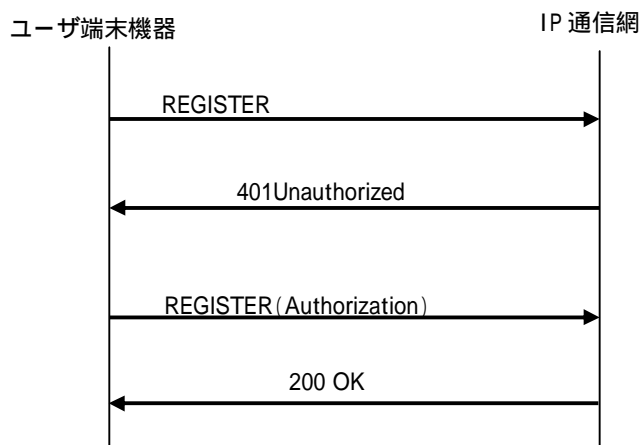 ユーザ端末機器
IP通信網
REGISTER
401Unauthorized
REGISTER(Authorization)
200 OK